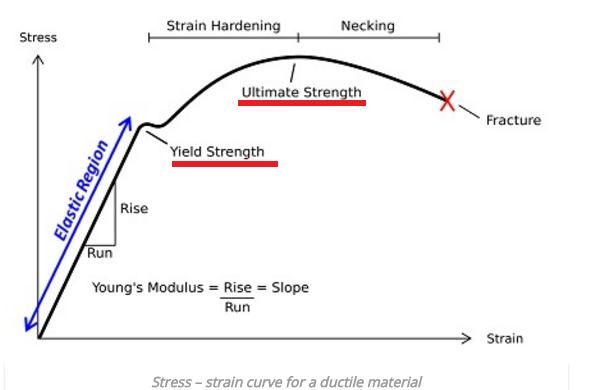 Strain Hardening
Necking
Stress
Ultimate Strength
Fracture
Yield Strength
Elastic Region
Rise
Run
Young's Modulus = Rise = Slope
Run
Strain
Stress – strain curve for a ductile material